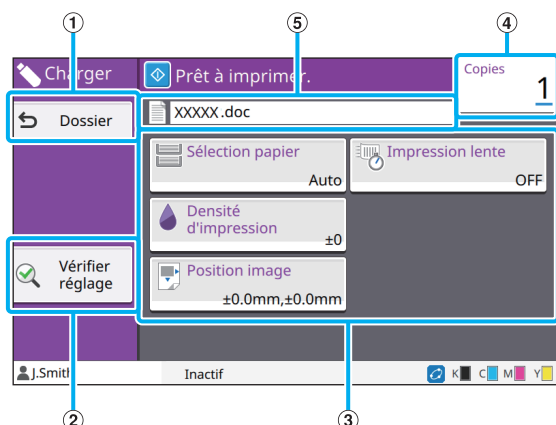 ① ⑤ ④
Charger
Prêt à imprimer.
Copies
1
Dossier
XXXXX.doc
Sélection papier
Auto
Impression lente
OFF
Densité
d'impression
±0
Position image
±0.0mm,±0.0mm
Vérifier
réglage
J.Smith
Inactif
K C M Y
② ③